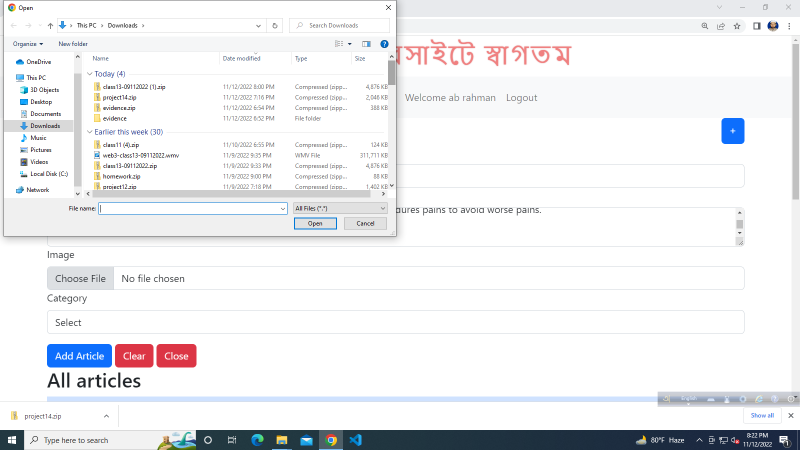 Open
This PC > Downloads >
Search Downloads
Organize
New folder
OneDrive
This PC
3D Objects
Desktop
Documents
Downloads
Music
Pictures
Videos
Local Disk (C:)
Network
Name Date modified Type Size
Today (4)
class13-09112022 (1).zip 11/12/2022 8:00 PM Compressed (zipp... 4,876 KB
project14.zip 11/12/2022 7:16 PM Compressed (zipp... 2,046 KB
evidence.zip 11/12/2022 6:54 PM Compressed (zipp... 388 KB
evidence 11/12/2022 6:52 PM File folder
Earlier this week (30)
class11 (4).zip 11/10/2022 6:55 PM Compressed (zipp... 124 KB
web3-class13-09112022.wmv 11/9/2022 9:35 PM WMV File 311,711 KB
class13-09112022.zip 11/9/2022 9:33 PM Compressed (zipp... 4,876 KB
homework.zip 11/9/2022 9:00 PM Compressed (zipp... 88 KB
project12.zip 11/9/2022 7:18 PM Compressed (zipp... 1,402 KB
File name:
All Files (*.*)
Open
Cancel
সাইটে স্বাগতম
Welcome ab rahman
Logout
+
dures pains to avoid worse pains.
Image
Choose File No file chosen
Category
Select
Add Article Clear Close
All articles
English
project14.zip
Show all
Type here to search
80°F Haze
8:22 PM
11/12/2022